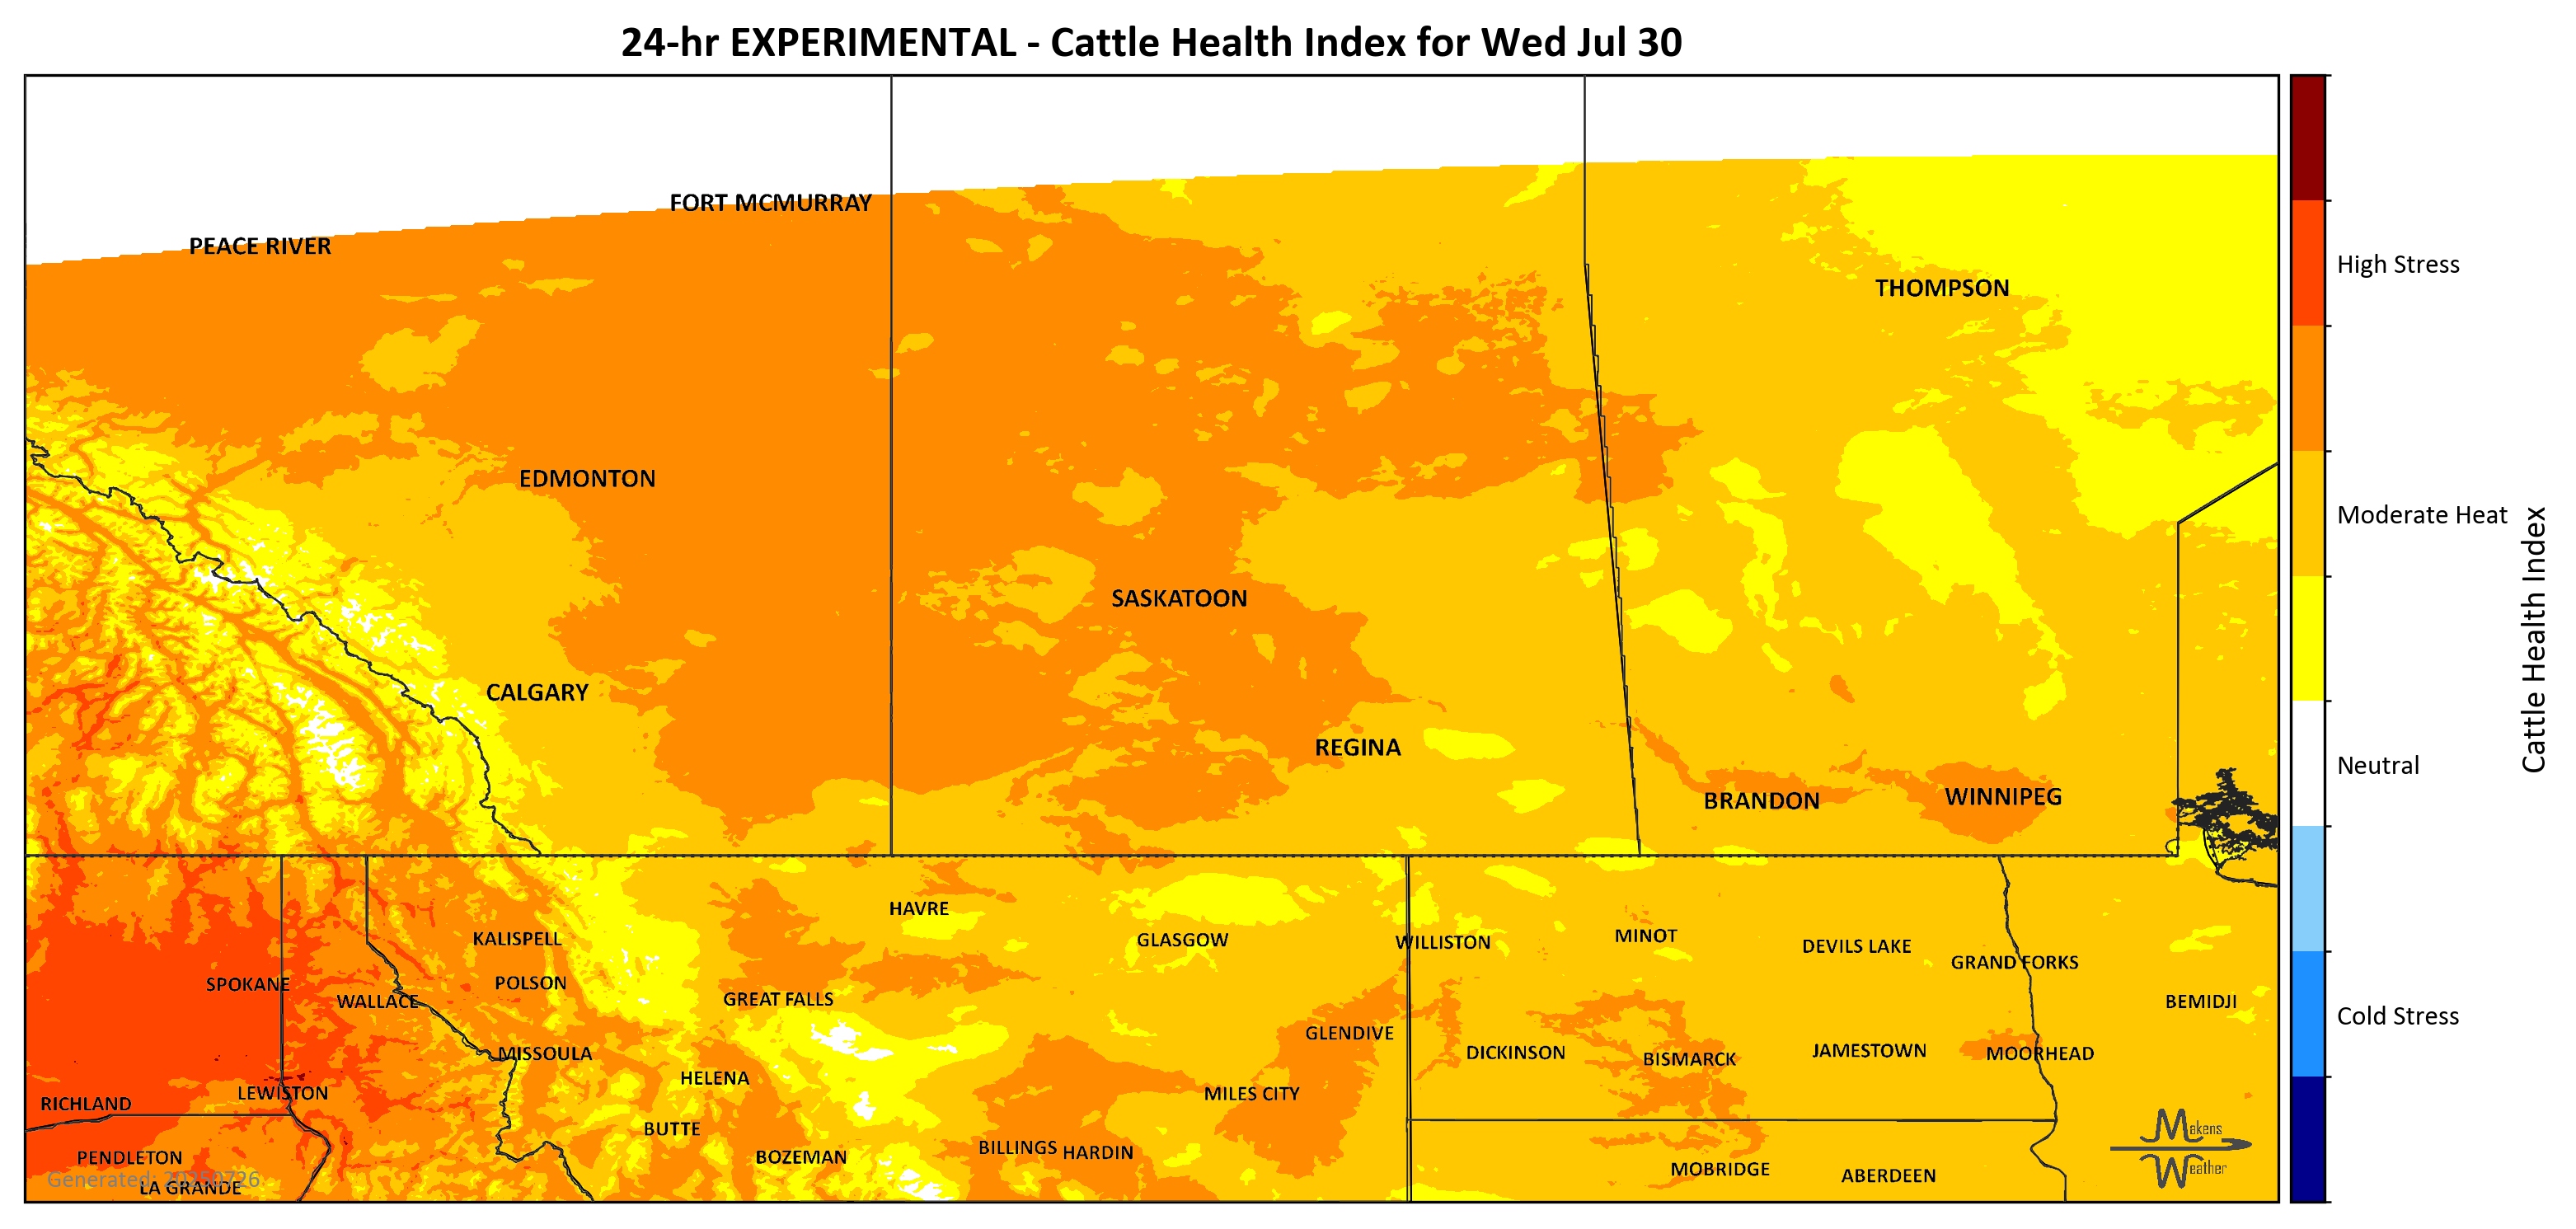 24-hr EXPERIMENTAL - Cattle Health Index for Wed Jul 30
FORT MCMURRAY
PEACE RIVER
High Stress
THOMPSON
EDMONTON
Moderate Heat
SASKATOON
Cattle Health Index
CALGARY
REGINA
Neutral
BRANDON
WINNIPEG
HAVRE
KALISPELL
GLASGOW
WILLISTON
MINOT
DEVILS LAKE
GRAND FORKS
SPOKANE
POLSON
WALLACE
GREAT FALLS
BEMIDJI
Cold Stress
GLENDIVE
MISSOULA
DICKINSON
BISMARCK
JAMESTOWN
MOORHEAD
HELENA
LEWISTON
MILES CITY
RICHLAND
BUTTE
Makens
Weather
BILLINGS
HARDIN
PENDLETON
BOZEMAN
MOBRIDGE
ABERDEEN
Generated: 20250726
LA GRANDE